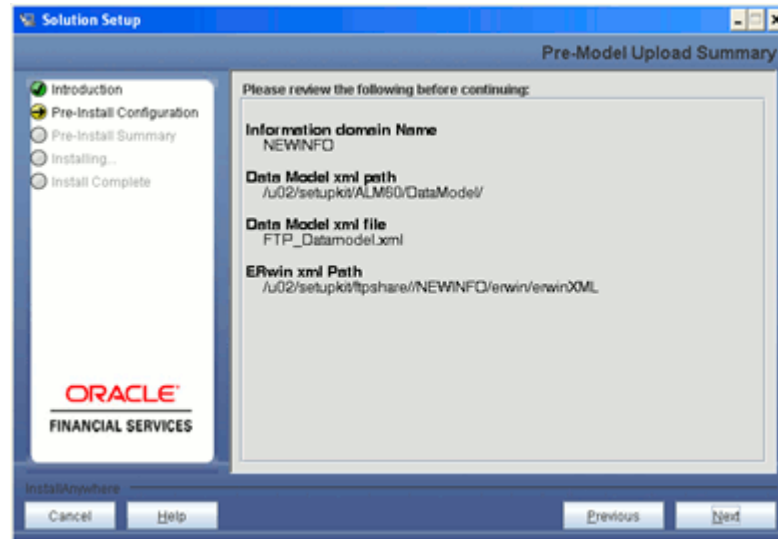 Solution Setup
Pre-Model Upload Summary
Introduction
Pre-Install Configuration
Pre-Install Summary
Installing...
Install Complete
ORACLE
FINANCIAL SERVICES
Please review the following before continuing:
Information domain Name
NEWINFO
Data Model xml path
/u02/setupkit/ALM60/DataModel/
Data Model xml file
FTP_Datamodel.xml
ERwin xml Path
/u02/setupkit/ftpshare//NEWINFO/erwin/erwinXML
InstallAnywhere
Cancel
Help
Previous
Next